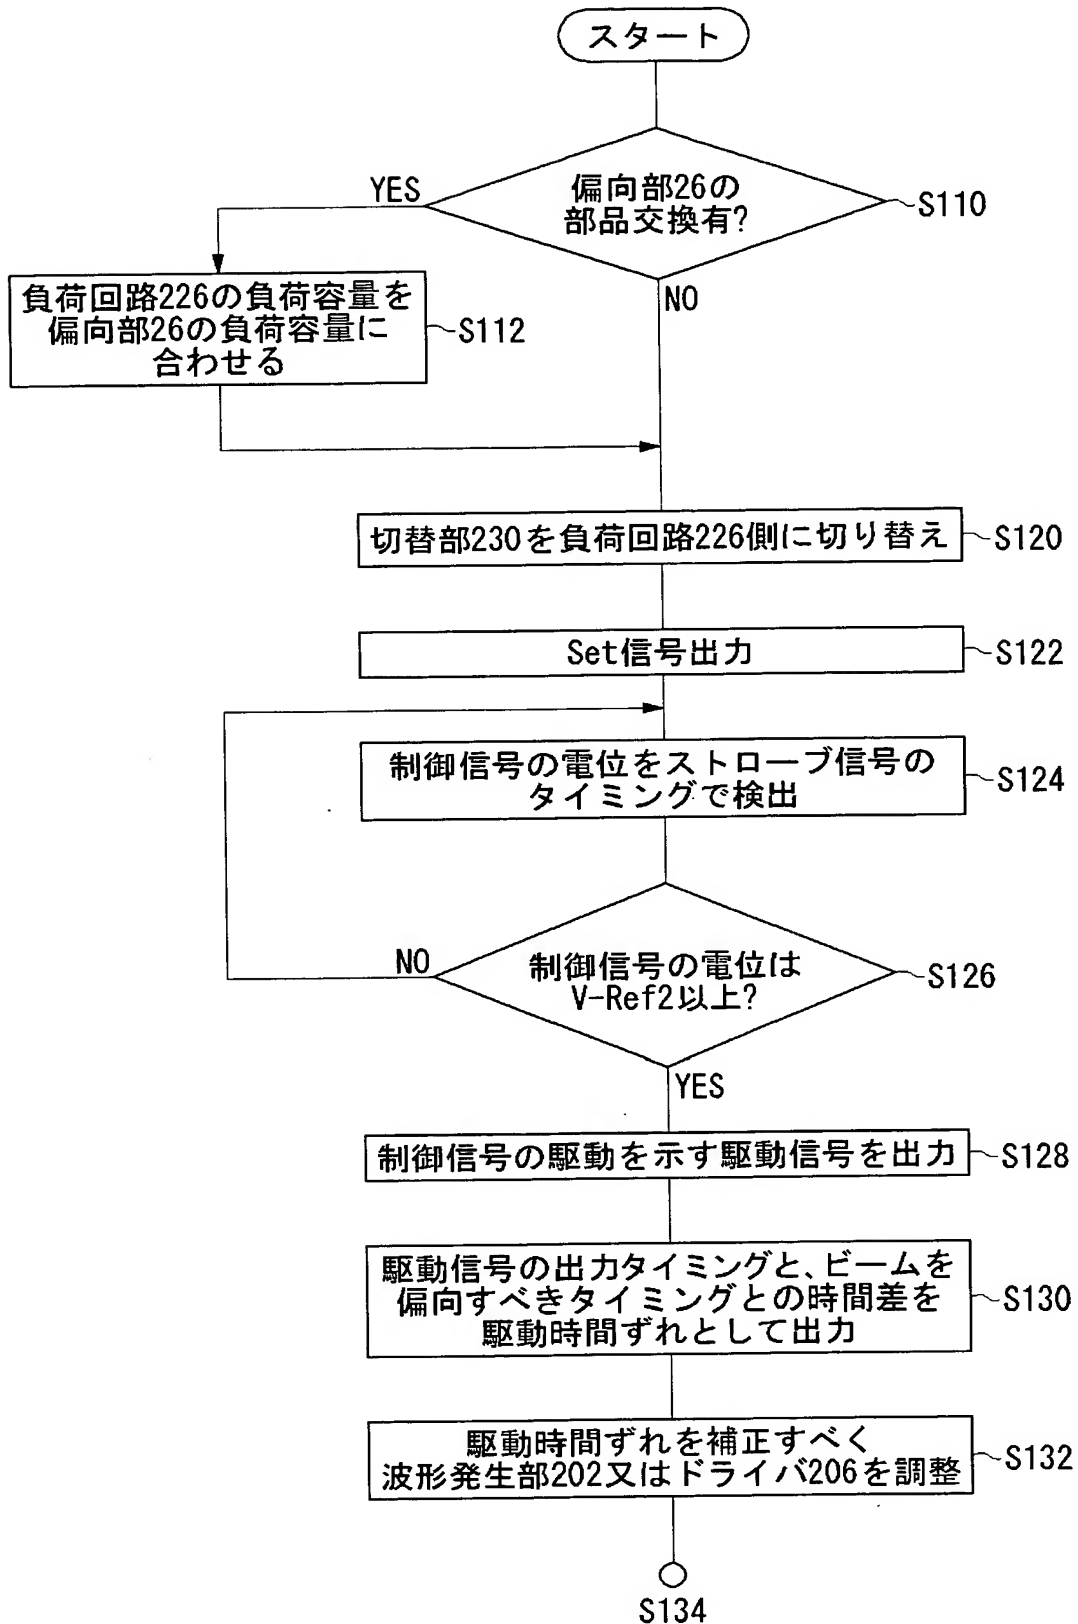 スタート
偏向部26の
部品交換有?
S110
YES
NO
負荷回路226の負荷容量を
偏向部26の負荷容量に
合わせる
S112
切替部230を負荷回路226側に切り替え
S120
Set信号出力
S122
制御信号の電位をストローブ信号の
タイミングで検出
S124
制御信号の電位は
V-Ref2以上?
S126
NO
YES
制御信号の駆動を示す駆動信号を出力
S128
駆動信号の出力タイミングと、ビームを
偏向すべきタイミングとの時間差を
駆動時間ずれとして出力
S130
駆動時間ずれを補正すべく
波形発生部202又はドライバ206を調整
S132
S134